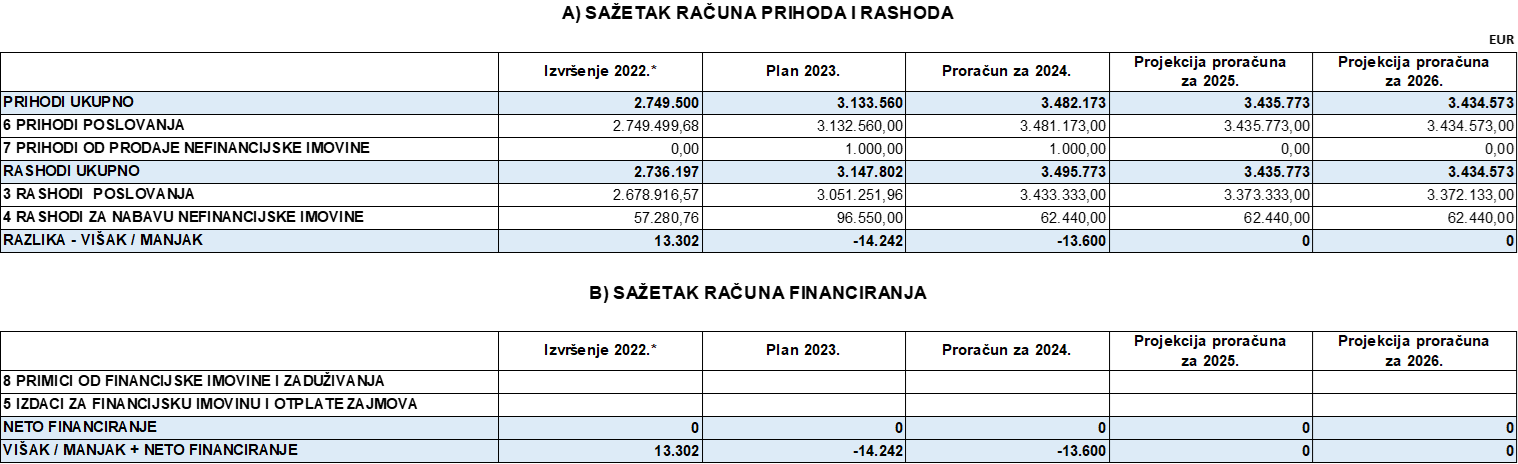 A) SAŽETAK RAČUNA PRIHODA I RASHODA
EUR
Izvršenje 2022.* Plan 2023. Proračun za 2024. Projekcija proračuna za 2025. Projekcija proračuna za 2026.
PRIHODI UKUPNO 2.749.500 3.133.560 3.482.173 3.435.773 3.434.573
6 PRIHODI POSLOVANJA 2.749.499,68 3.132.560,00 3.481.173,00 3.435.773,00 3.434.573,00
7 PRIHODI OD PRODAJE NEFINANCIJSKE IMOVINE 0,00 1.000,00 1.000,00 0,00 0,00
RASHODI UKUPNO 2.736.197 3.147.802 3.495.773 3.435.773 3.434.573
3 RASHODI  POSLOVANJA 2.678.916,57 3.051.251,96 3.433.333,00 3.373.333,00 3.372.133,00
4 RASHODI ZA NABAVU NEFINANCIJSKE IMOVINE 57.280,76 96.550,00 62.440,00 62.440,00 62.440,00
RAZLIKA - VIŠAK / MANJAK 13.302 -14.242 -13.600 0 0
B) SAŽETAK RAČUNA FINANCIRANJA
Izvršenje 2022.* Plan 2023. Proračun za 2024. Projekcija proračuna za 2025. Projekcija proračuna za 2026.
8 PRIMICI OD FINANCIJSKE IMOVINE I ZADUŽIVANJA
5 IZDACI ZA FINANCIJSKU IMOVINU I OTPLATE ZAJMOVA
NETO FINANCIRANJE 0 0 0 0 0
VIŠAK / MANJAK + NETO FINANCIRANJE 13.302 -14.242 -13.600 0 0